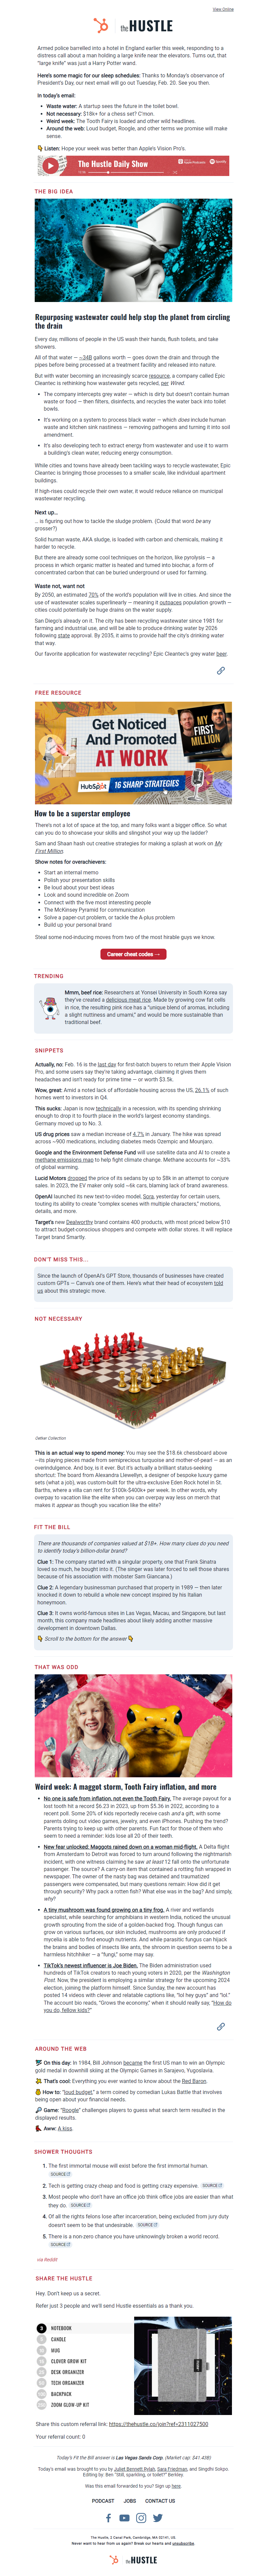 View Online
theHUSTLE
Armed police barrelled into a hotel in England earlier this week, responding to a
distress call about a man holding a large knife near the elevators. Turns out, that
"large knife" was just a Harry Potter wand.
Here's some magic for our sleep schedules: Thanks to Monday's observance of
President's Day, our next email will go out Tuesday, Feb. 20. See you then.
In today's email:
Waste water: A startup sees the future in the toilet bowl.
Not necessary: $18k+ for a chess set? C'mon.
Weird week: The Tooth Fairy is loaded and other wild headlines.
Around the web: Loud budget, Roogle, and other terms we promise will make
sense.
👂 Listen: Hope your week was better than Apple's Vision Pro's.
The Hustle Daily Show
THE BIG IDEA
Repurposing wastewater could help stop the planet from circling
the drain
Every day, millions of people in the US wash their hands, flush toilets, and wash
showers.
All of that water — ~34B gallons worth — goes down the drain and through the
pipes before being processed at a treatment facility and released into nature.
But with water becoming an increasingly scarce resource, a company called Epic
Cleantec is rethinking how wastewater gets recycled, per Wired:
The company intercepts grey water — which is dirty but doesn't contain human
waste or food — then filters, disinfects, and recycles the water back into toilet
bowls.
It's working on a system to process black water — which does include human
waste and kitchen sink nastiness — removing pathogens and turning it into soil
amendment.
It's also developing tech to extract energy from wastewater and use it to warm
a building's clean water, reducing energy consumption.
While cities and towns have already been tackling ways to recycle wastewater, Epic
Cleantec is bringing those processes to a smaller scale, like individual apartment
buildings.
If high-rises could recycle their own water, it would reduce reliance on municipal
wastewater recycling.
Next up…
… is figuring out how to tackle the sludge problem. (Could that word be any
grosser?)
Solid human waste, AKA sludge, is loaded with carbon and chemicals, making it
harder to recycle.
But there are already some cool techniques on the horizon, like pyrolysis — a
process in which organic matter is heated and turned into biochar, a form of
concentrated carbon that can be buried underground or used for farming.
Waste not, want not
By 2050, an estimated 70% of the world's population will live in cities. And since the
use of wastewater scales experimentally — meaning it outpaces population growth —
cities could potentially be huge drains on the water supply.
San Diego's already on it: The city has been recycling wastewater since 1981 for
farming and industrial use, and will be able to produce drinking water by 2026
following state approval. By 2035, it aims to provide half the city's drinking water
that way.
Our favorite application for wastewater recycling? Epic Cleantec's grey water beer.
FREE RESOURCE
Get Noticed
And Promoted
AT WORK
MY FIRST MILLION
HubSpot
16 SHARP STRATEGIES
How to be a superstar employee
There's not a lot of space at the top, and many folks want a bigger office. So what
can you do to showcase your skills and slingshot your way up the ladder?
Sam and Shaan hash out creative strategies for making a splash at work on My
First Million.
Show notes for overachievers:
Start an internal memo
Polish your presentation skills
Be loud about your best ideas
Look and sound incredible on Zoom
Connect with the five most interesting people
The McKinsey Pyramid for communication
Solve a paper-cut problem, or tackle the A-plus problem
Build up your personal brand
Steal some nod-inducing moves from two of the most hirable guys we know.
Career cheat codes →
TRENDING
Mmm, beef rice: Researchers at Yonsei University in South Korea say
they've created a delicious meat rice. Made by growing cow fat cells
in rice, the resulting pink rice has a "unique blend of aromas, including
a slight nuttiness and umami," and would be more sustainable than
traditional beef.
SNIPPETS
Actually, no: Feb. 16 is the last day for first-batch buyers to return their Apple Vision
Pro, and some users say they're taking advantage, claiming it gives them
headaches and isn't ready for prime time — or worth $3.5k.
Wow, great: Amid a noted lack of affordable housing across the US, 26.1% of such
homes went to investors in Q4.
This sucks: Japan is now technically in a recession, with its spending shrinking
enough to drop it to fourth place in the world's largest economy standings.
Germany moved up to No. 3.
US drug prices saw a median increase of 4.7% in January. The hike was spread
across ~900 medications, including diabetes meds Ozempic and Mounjaro.
Google and the Environment Defense Fund will use satellite data and AI to create a
methane emissions map to help fight climate change. Methane accounts for ~33%
of global warming.
Lucid Motors dropped the price of its sedans by up to $8k in an attempt to conjure
sales. In 2023, the EV maker only sold ~6k cars, blaming lack of brand awareness.
OpenAI launched its new text-to-video model, Sora, yesterday for certain users,
touting its ability to create "complex scenes with multiple characters," motions,
details, and more.
Target's new Dealworthy brand contains 400 products, with most priced below $10
to attract budget-conscious shoppers and compete with dollar stores. It will replace
Target brand Smartly.
DON'T MISS THIS...
Since the launch of OpenAI's GPT Store, thousands of businesses have created
custom GPTs — Canva's one of them. Here's what their head of ecosystem told
us about this strategic move.
NOT NECESSARY
Oetker Collection
This is an actual way to spend money: You may see the $18.6k chessboard above
—its playing pieces made from semiprecious turquoise and mother-of-pearl — as an
overindulgence. And boy, is it ever. But it's actually a brilliant status-seeking
shortcut: The board from Alexandra Llewellyn, a designer of bespoke luxury game
sets (what a job), was custom-built for the ultra-exclusive Eden Rock hotel in St.
Barths, where a villa can rent for $100k-$400k+ per week. In other words, why
overpay to vacation like the elite when you can overpay way less on merch that
makes it appear as though you vacation like the elite?
FIT THE BILL
There are thousands of companies valued at $1B+. How many clues do you need
to identify today's billion-dollar brand?
Clue 1: The company started with a singular property, one that Frank Sinatra
loved so much, he bought into it. (The singer was later forced to sell those shares
because of his association with mobster Sam Giancana.)
Clue 2: A legendary businessman purchased that property in 1989 — then later
knocked it down to rebuild a whole new concept inspired by his Italian
honeymoon.
Clue 3: It owns world-famous sites in Las Vegas, Macau, and Singapore, but last
month, this company made headlines about likely adding another massive
development in downtown Dallas.
👇 Scroll to the bottom for the answer 👇
THAT WAS ODD
Weird week: A maggot storm, Tooth Fairy inflation, and more
No one is safe from inflation, not even the Tooth Fairy. The average payout for a
lost tooth hit a record $6.23 in 2023, up from $5.36 in 2022, according to a
recent poll. Some 20% of kids receive both money and a gift, with some
parents doling out video games, jewelry, and even iPhones. Pushing the trend?
Parents trying to keep up with other parents. Fun fact for those of them who
seem to need a reminder: kids lose all 20 of their teeth.
New fear unlocked: Maggots rained down on a woman mid-flight. A Delta flight
from Amsterdam to Detroit was forced to turn around following the nightmarish
incident, with one witness claiming they saw at least 12 fall onto the unfortunate
passenger. The source? A carry-on item that contained a rotting fish wrapped in
newspaper. The meat garbage was bagged and taken out by Delta staff,
passengers were met with compensation, but questions remain: How did it get
through security? Why pack a rotten fish? How was it in the bag? And simply,
why?
A tiny mushroom was found growing on a tiny frog. A river and wetlands
specialist, while searching for amphibians in western India, noticed the unusual
growth sprouting from a golden-backed frog. Scientists believe it to be of
mycelia nature, and are unsure how it came to be since fungi need nutrients
only available from rotting wood. Since some parasitic fungi can hijack the
brains and bodies of insects like ants, the shroom in question seems to be a
harmless hitchhiker — a "fungi," some may say.
TikTok's newest influencer is Joe Biden. The Biden administration used
hundreds of TikTok creators to reach young voters in 2020, per the Washington
Post. Now, the president is employing a similar strategy for the 2024 upcoming
election, joining the platform himself. Since Sunday, the new account has
posted 14 videos with silent and relaxed captions like, "lol hey guys" and "lol."
The account bio reads, "Grows the economy," when it should really say, "How do
you do, fellow kids?"
AROUND THE WEB
On this day: In 1984, Bill Johnson became the first US man to win an Olympic
gold medal in downhill skiing at the Olympic Games in Sarajevo, Yugoslavia.
That's cool: Everything you ever wanted to know about the Red Baron.
How to: "loud budget," a term coined by comedian Lukas Battle that involves
being open about your financial needs.
Game: "Roogle" challenges players to guess what search term resulted in the
displayed results.
Aww: A kiss.
SHOWER THOUGHTS
1. The first immortal mouse will exist before the first immortal human.
SOURCE
2. Tech is getting crazy cheap and food is getting crazy expensive. SOURCE
3. Most people who don't have an office job think office jobs are easier than what
they do. SOURCE
4. Of all the rights felons lose after incarceration, being excluded from jury duty
doesn't seem to be that undesirable. SOURCE
5. There is a non-zero chance you have unknowingly broken a world record.
SOURCE
via Reddit
SHARE THE HUSTLE
Hey. Don't keep us a secret.
Refer just 3 people and we'll send Hustle essentials as a thank you.
3 NOTEBOOK
CANDLE
MUG
CLOVER GROW KIT
DESK ORGANIZER
TECH ORGANIZER
BACKPACK
ZOOM GLOW-UP KIT
Share this custom referral link: https://thehustle.co/join?ref=2311027500
Your referral count: 0
Today's Fit the Bill answer is Las Vegas Sands Corp. (Market cap: $41.43B)
Today's email was brought to you by Juliet Bennett Rylah, Sara Friedman, and Singdhi Sokpo.
Editing by: Ben "Still, sparkling, or toilet?" Berkley.
Was this email forwarded to you? Sign up here.
PODCAST JOBS CONTACT US
The Hustle, 2 Canal Park, Cambridge, MA 02141, US
Never want to hear from us again? Break our hearts and unsubscribe.
theHUSTLE